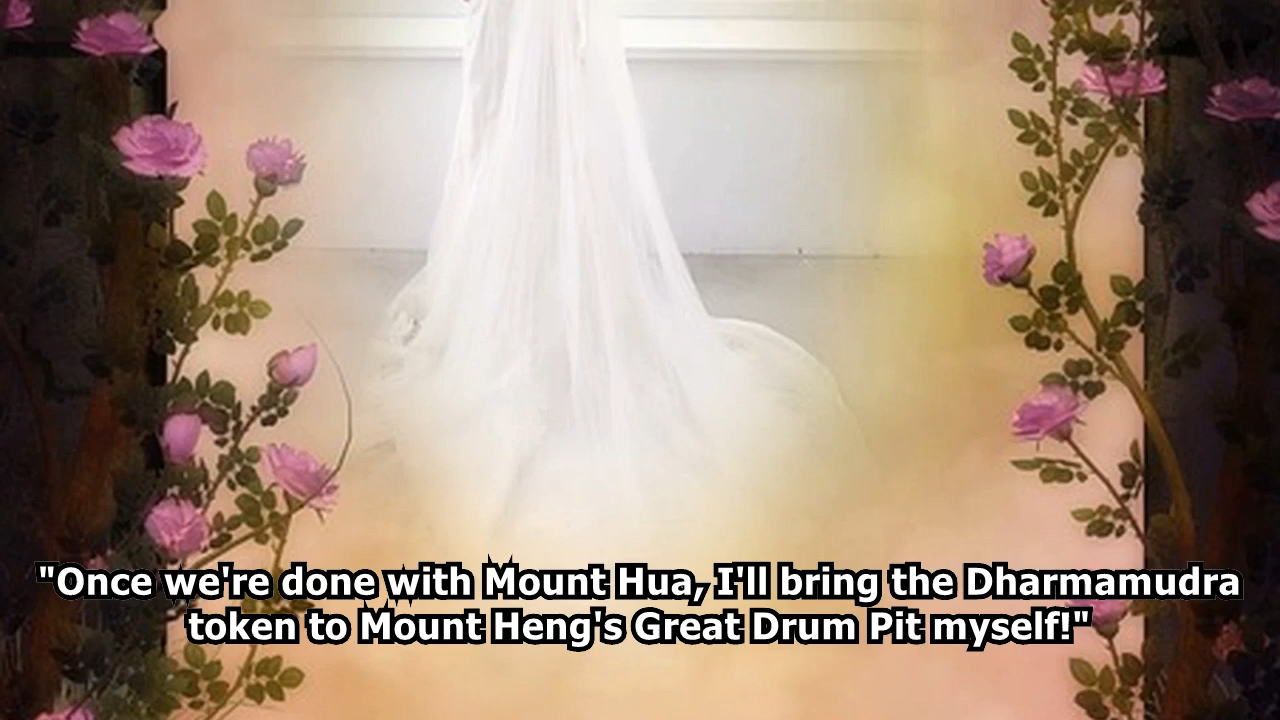 "Once we're done with Mount Hua, I'll bring the Dharmamudra
token to Mount Heng's Great Drum Pit myself!"